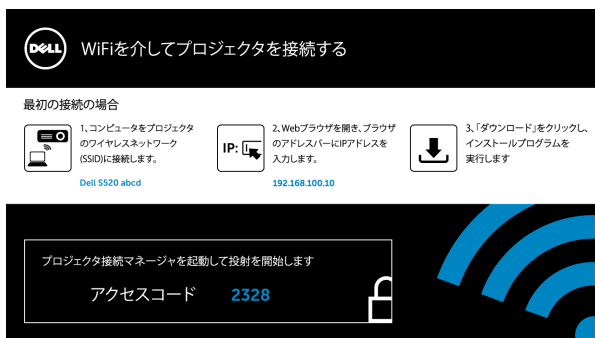 DELL
WiFiを介してプロジェクタを接続する
最初の接続の場合
1、コンピュータをプロジェクタ
のワイヤレスネットワーク
(SSID)に接続します。
Dell S520 abcd
IP:
2、Webブラウザを開き、ブラウザ
のアドレスバーにIPアドレスを
入力します。
192.168.100.10
3、「ダウンロード」をクリックし、
インストールプログラムを
実行します
プロジェクタ接続マネージャを起動して投射を開始します
アクセスコード 2328